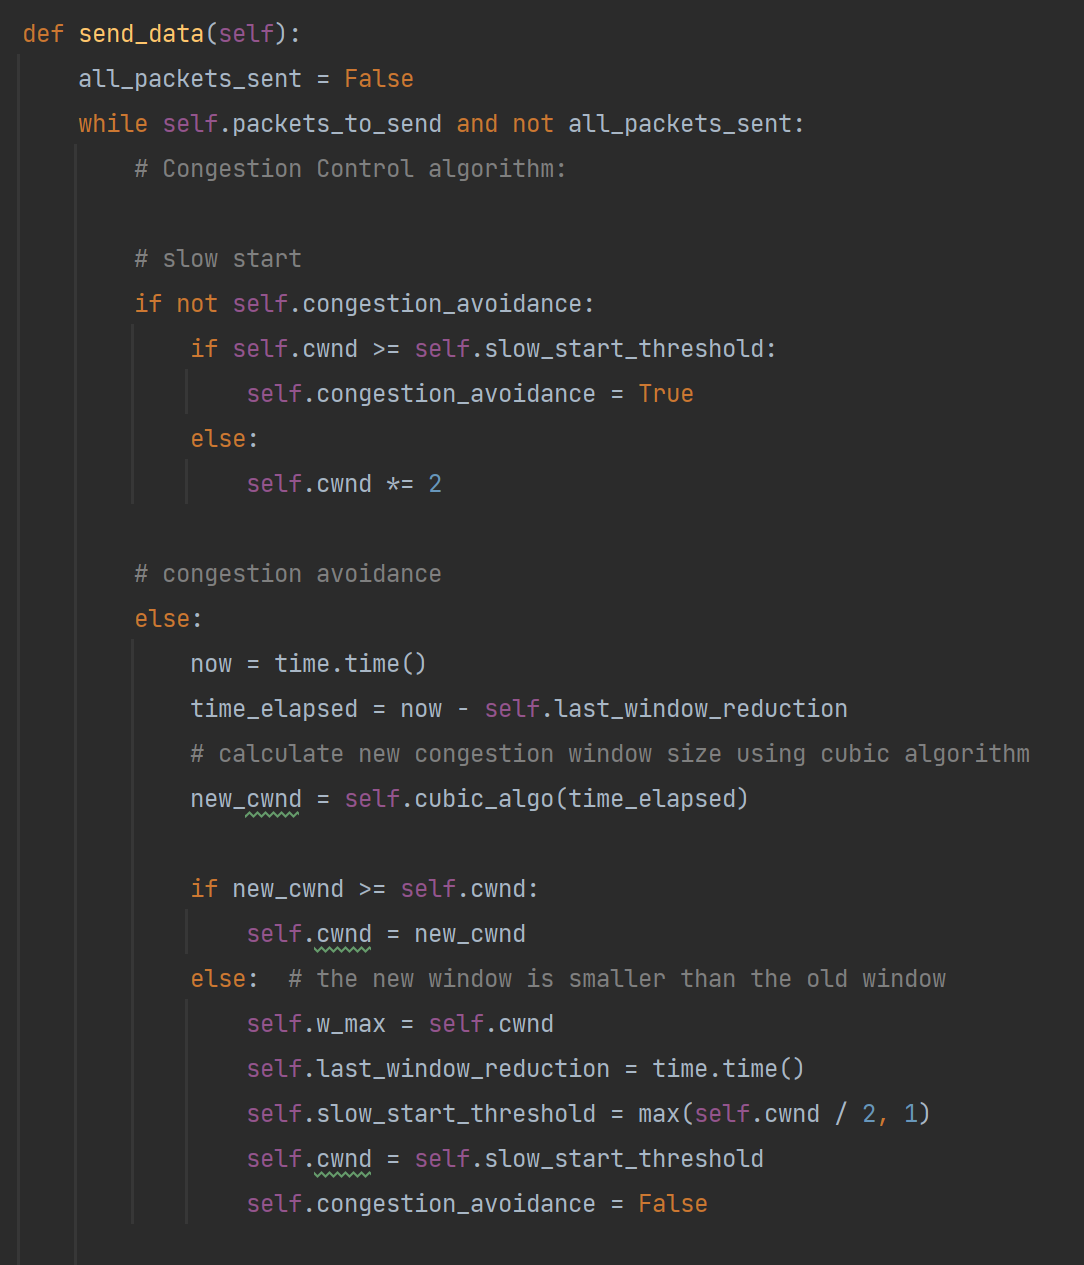 def send_data(self):
    all_packets_sent = False
    while self.packets_to_send and not all_packets_sent:
        # Congestion Control algorithm:

        # slow start
        if not self.congestion_avoidance:
            if self.cwnd >= self.slow_start_threshold:
                self.congestion_avoidance = True
            else:
                self.cwnd *= 2

        # congestion avoidance
        else:
            now = time.time()
            time_elapsed = now - self.last_window_reduction
            # calculate new congestion window size using cubic algorithm
            new_cwnd = self.cubic_algo(time_elapsed)

            if new_cwnd >= self.cwnd:
                self.cwnd = new_cwnd
            else:  # the new window is smaller than the old window
                self.w_max = self.cwnd
                self.last_window_reduction = time.time()
                self.slow_start_threshold = max(self.cwnd / 2, 1)
                self.cwnd = self.slow_start_threshold
                self.congestion_avoidance = False